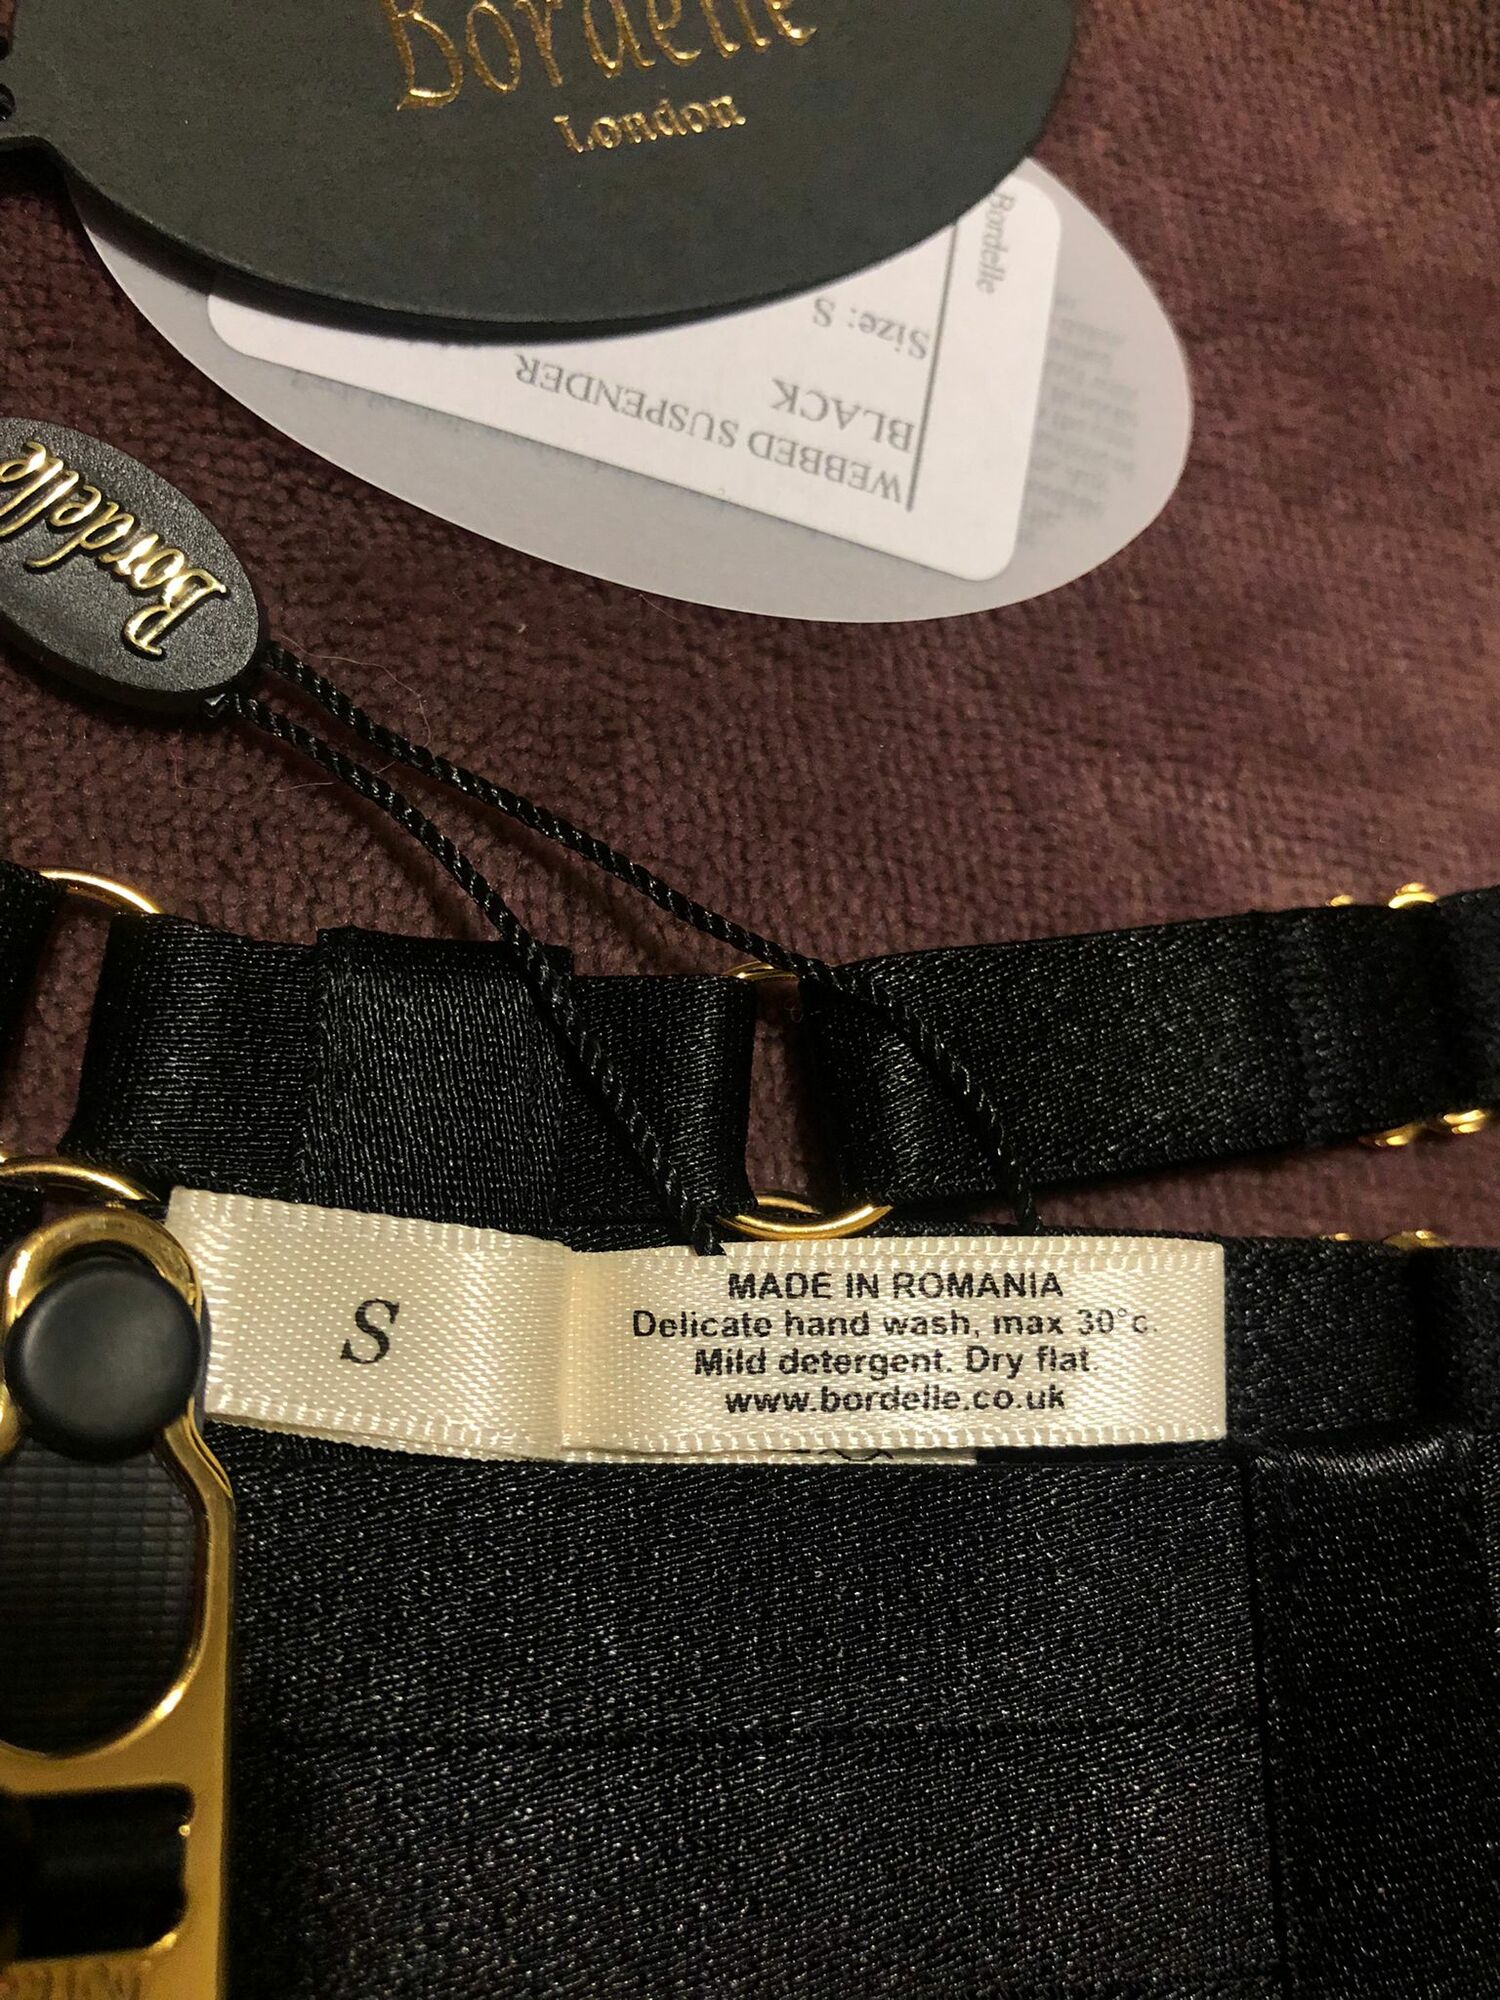 Bordelle
London
Bordelle
Size: S
BLACK
WEBBED SUSPENDER
Bordelle
S
MADE IN ROMANIA
Delicate hand wash, max 30°c.
Mild detergent. Dry flat.
www.bordelle.co.uk